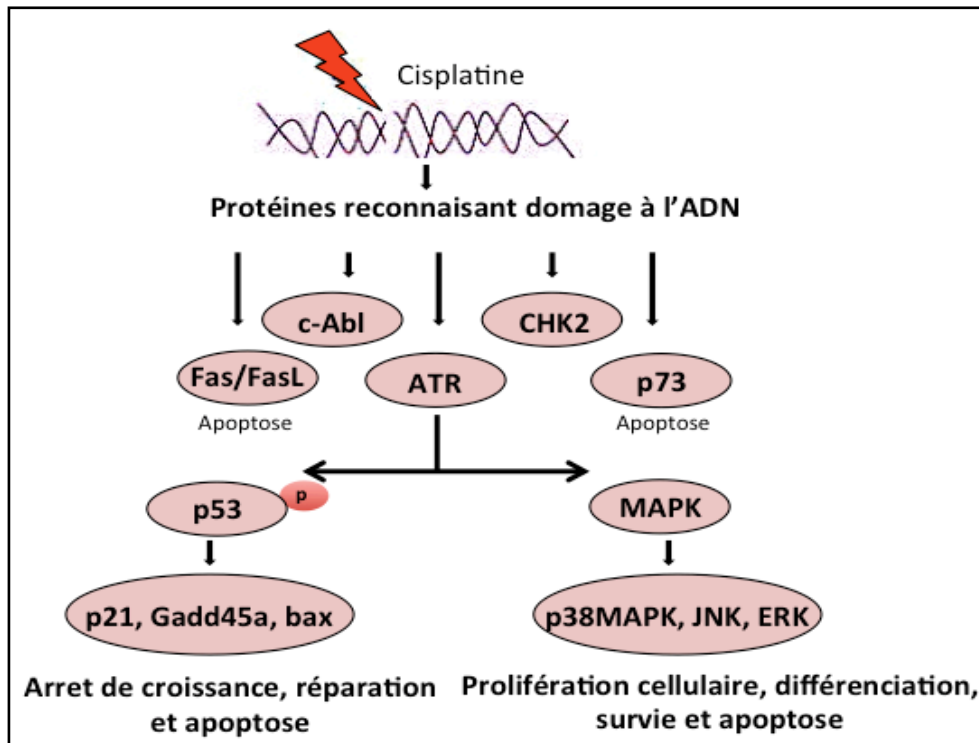 Cisplatine
Protéines reconnaisant domage à l'ADN
c-Abl
CHK2
Fas/FasL
ATR
p73
Apoptose
Apoptose
p53
p
MAPK
p21, Gadd45a, bax
p38MAPK, JNK, ERK
Arret de croissance, réparation
et apoptose
Prolifération cellulaire, différenciation,
survie et apoptose